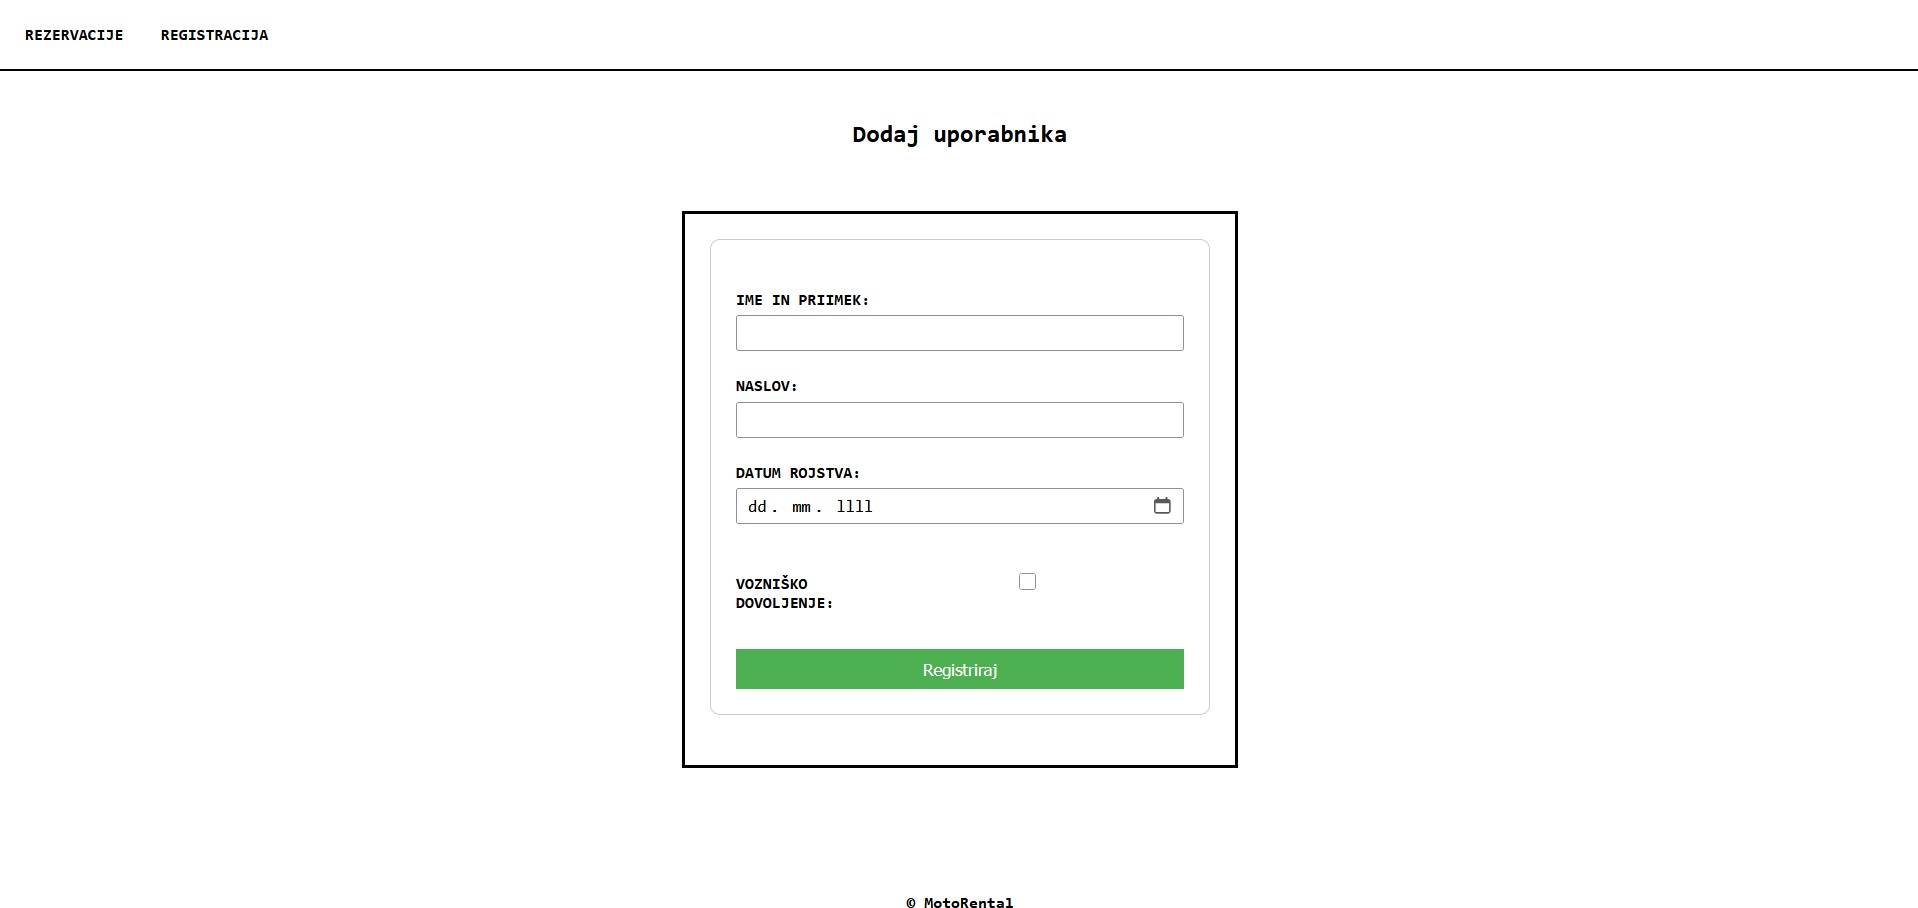 REZERVACIJE REGISTRACIJA
Dodaj uporabnika
IME IN PRIIMEK:
NASLOV:
DATUM ROJSTVA:
dd. mm. llll
VOZNIŠKO
DOVOLJENJE:
Registriraj
© MotoRental